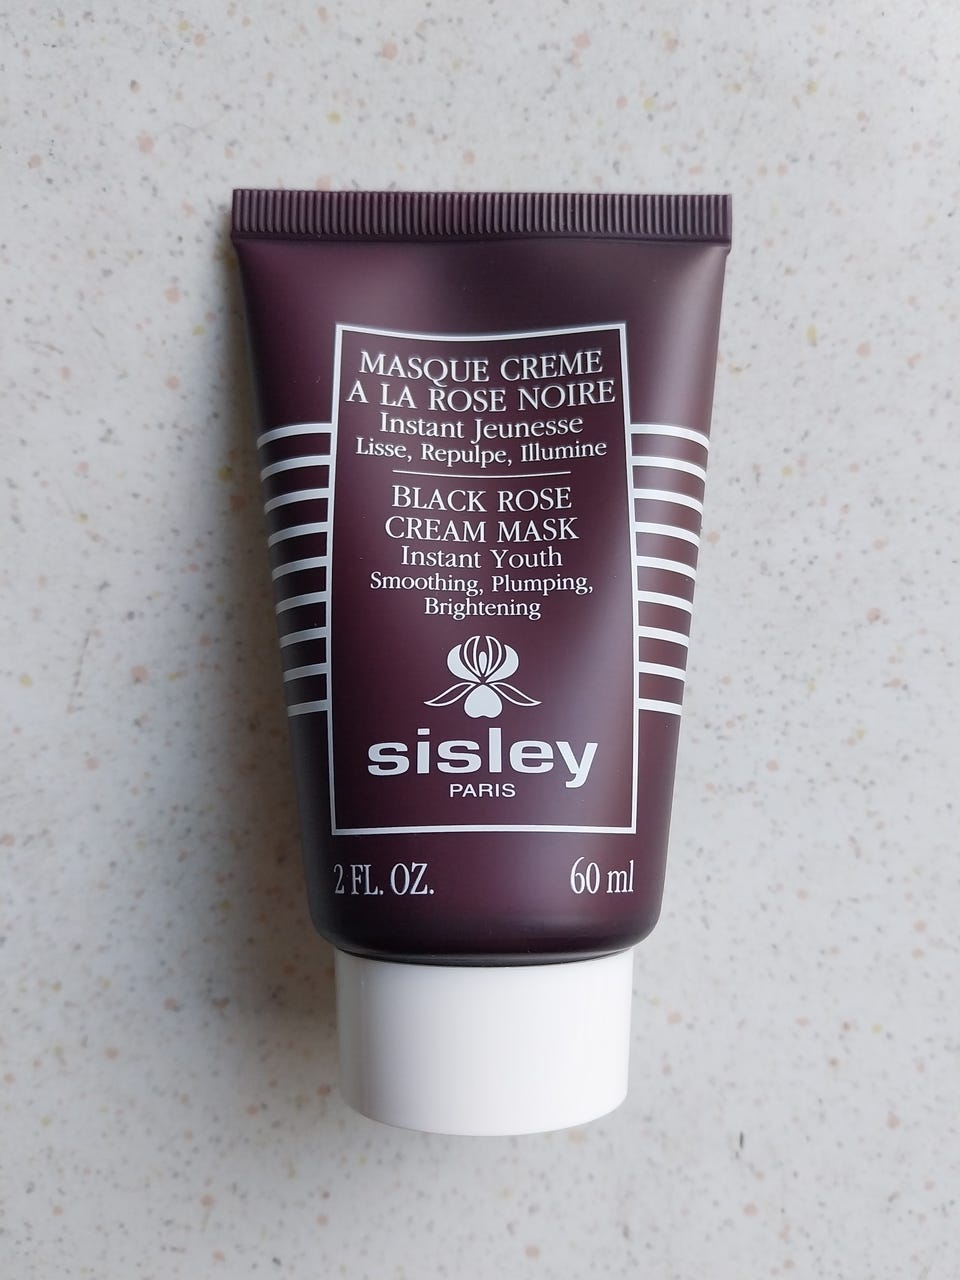 MASQUE CREME
A LA ROSE NOIRE
Instant Jeunesse
Lisse, Repulpe, Illumine
BLACK ROSE
CREAM MASK
Instant Youth
Smoothing, Plumping,
Brightening
sisley
PARIS
2 FL. OZ. 60 ml